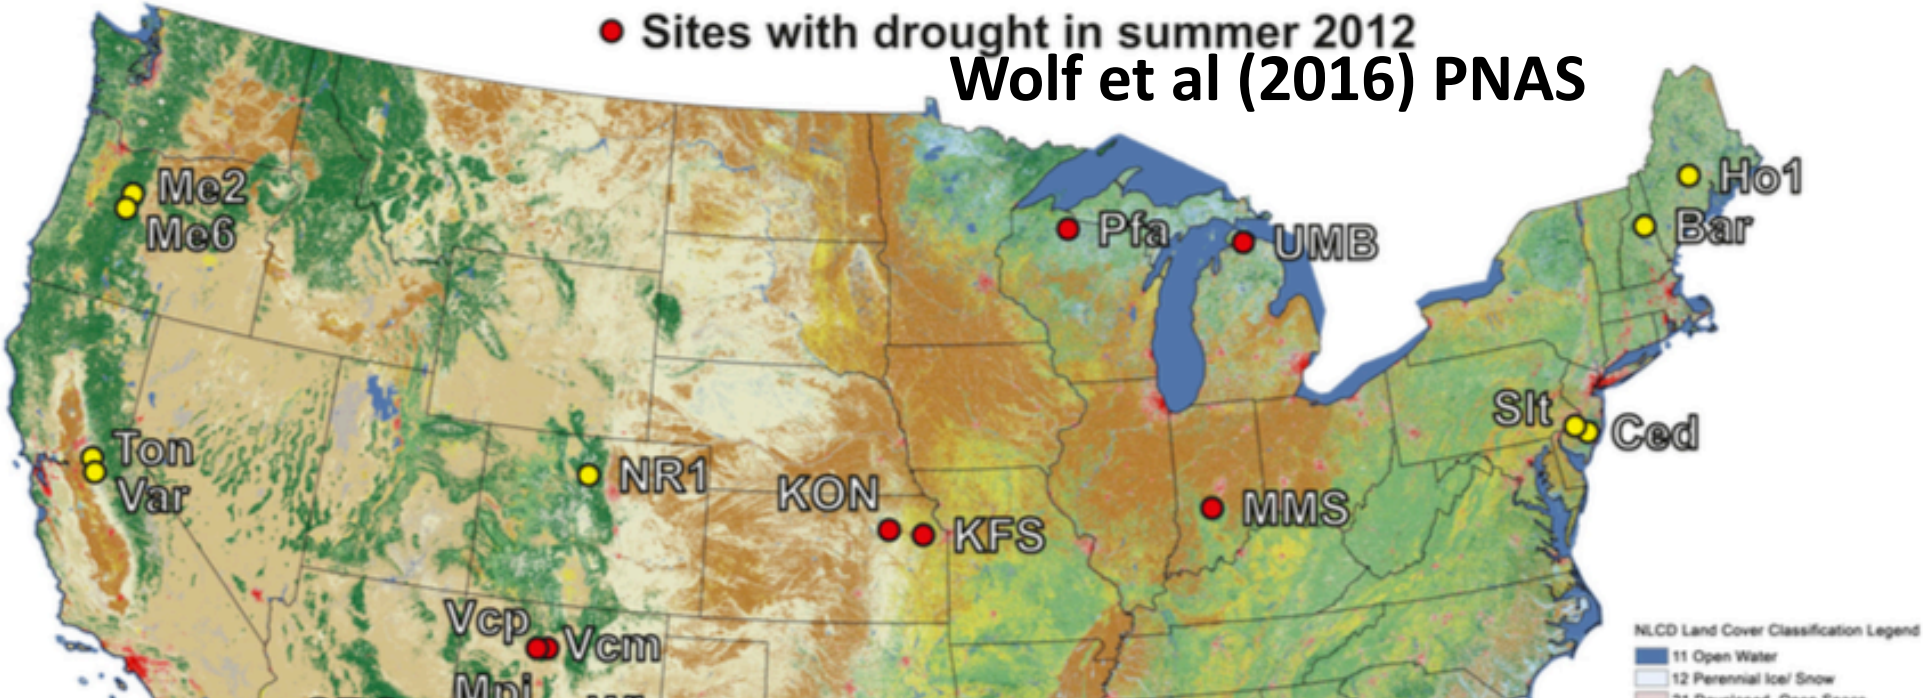 Sites with drought in summer 2012
Wolf et al (2016) PNAS
Me2
Me6
Pfa
UMB
Ho1
Bar
Slt
Ced
Ton
Var
NR1
KON
KFS
MMS
Vcp
Vcm
Mpj
NLCD Land Cover Classification Legend
11 Open Water
12 Perennial Ice/ Snow